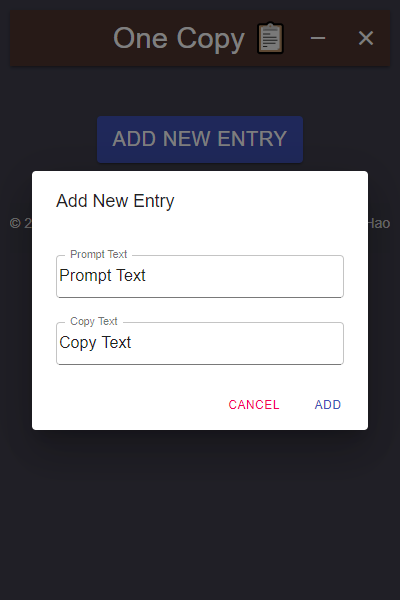 One Copy
ADD NEW ENTRY
Add New Entry
© 2
Hao
Prompt Text
Prompt Text
Copy Text
Copy Text
CANCEL ADD